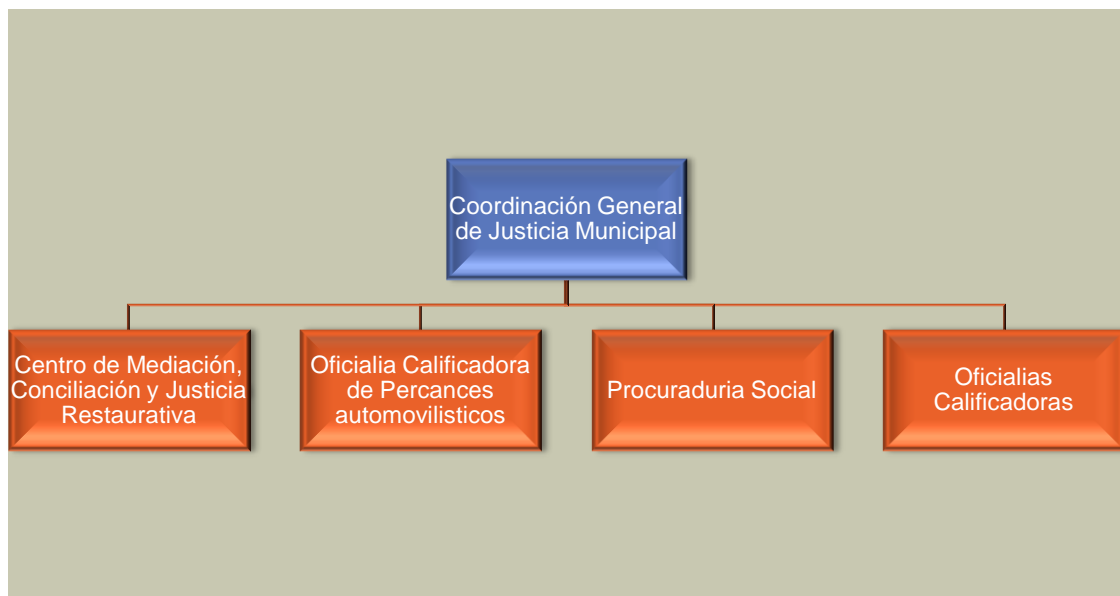 Coordinación General
de Justicia Municipal
Centro de Mediación,
Conciliación y Justicia
Restaurativa
Oficialia Calificadora
de Percances
automovilisticos
Procuraduria Social
Oficialias
Calificadoras